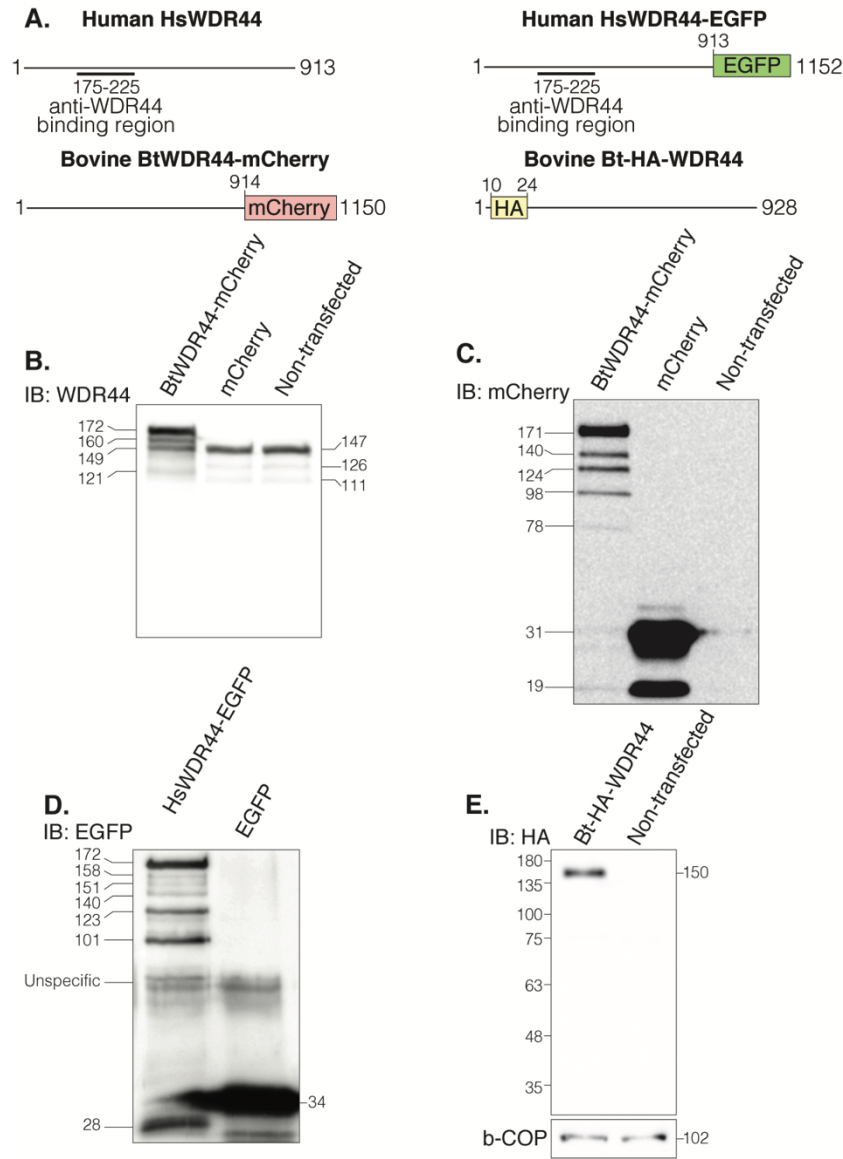 A.
Human HsWDR44
1
913
175-225
anti-WDR44
binding region
Human HsWDR44-EGFP
913
1
EGFP
1152
175-225
anti-WDR44
binding region
Bovine BtWDR44-mCherry
914
1
mCherry
1150
Bovine Bt-HA-WDR44
10 24
1
HA
928
B.
BtWDR44-mCherry
mCherry
Non-transfected
IB: WDR44
172
160
149
121
147
126
111
C.
BtWDR44-mCherry
mCherry
Non-transfected
IB: mCherry
171
140
124
98
78
31
19
D.
HsWDR44-EGFP
EGFP
IB: EGFP
172
158
151
140
123
101
Unspecific
28
34
E.
Bt-HA-WDR44
Non-transfected
IB: HA
180
135
100
75
63
48
35
150
b-COP
102